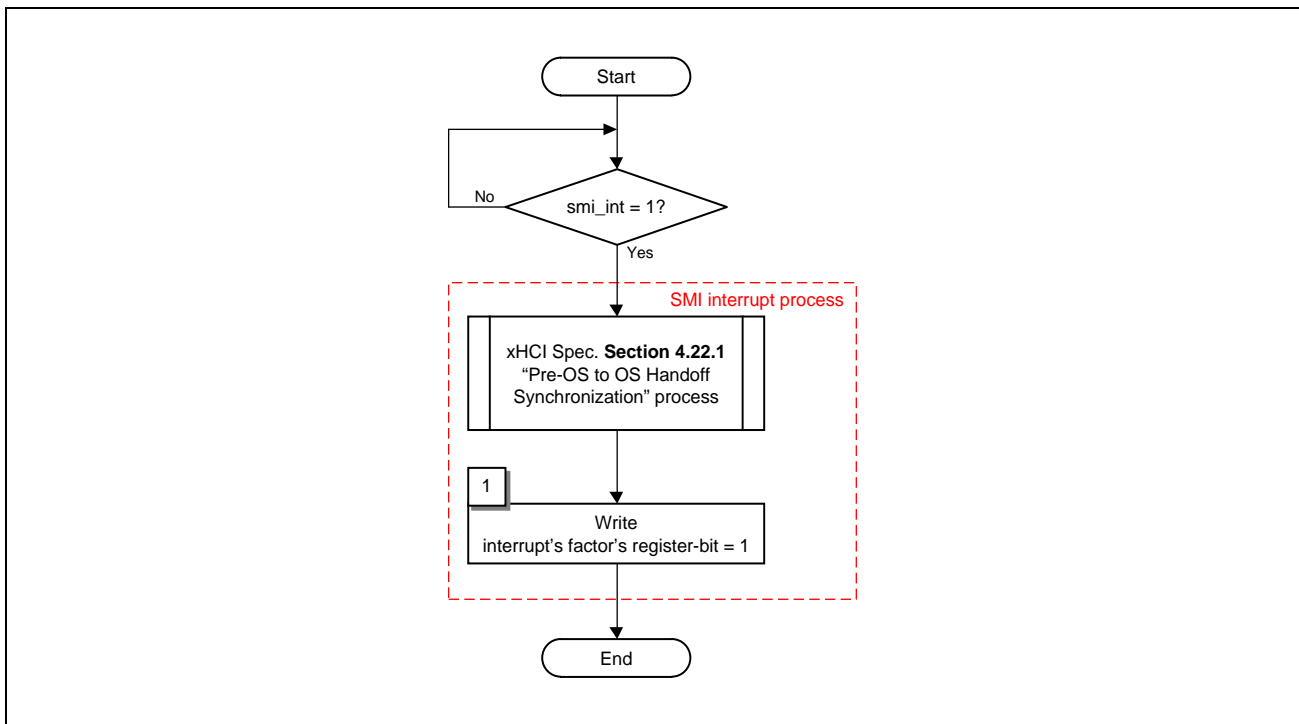 Start
No
smi_int = 1?
Yes
SMI interrupt process
xHCI Spec. Section 4.22.1
“Pre-OS to OS Handoff
Synchronization” process
1
Write
interrupt’s factor’s register-bit = 1
End